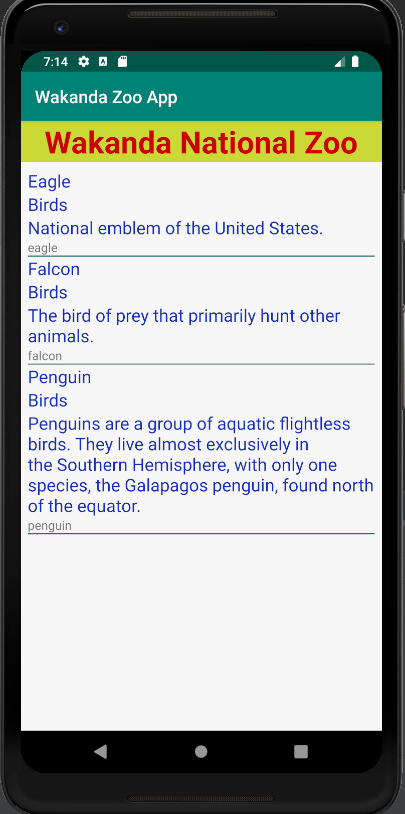 7:14
Wakanda Zoo App
Wakanda National Zoo
Eagle
Birds
National emblem of the United States.
eagle
Falcon
Birds
The bird of prey that primarily hunt other
animals.
falcon
Penguin
Birds
Penguins are a group of aquatic flightless
birds. They live almost exclusively in
the Southern Hemisphere, with only one
species, the Galapagos penguin, found north
of the equator.
penguin